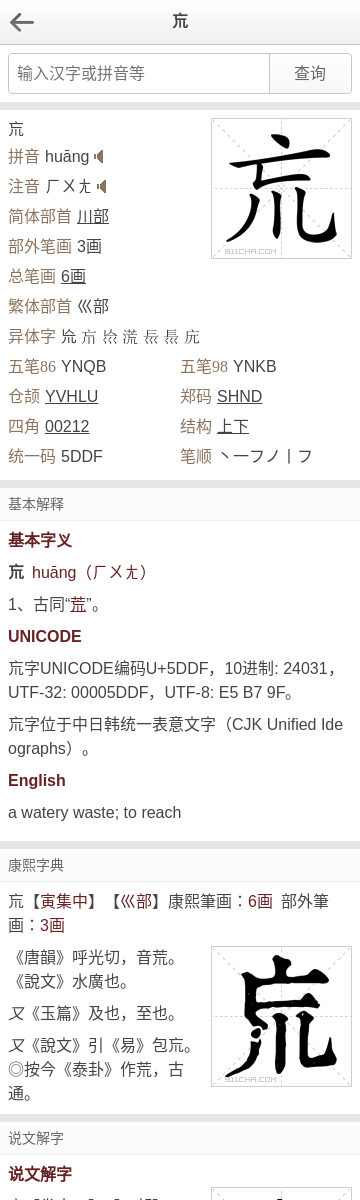 巟
输入汉字或拼音等 查询
巟
拼音 huāng
注音 ㄏㄨㄤ
简体部首 川部
部外笔画 3画
总笔画 6画
繁体部首 巛部
异体字
五笔86 YNQB 五笔98 YNKB
仓颉 YVHLU 郑码 SHND
四角 00212 结构 上下
统一码 5DDF 笔顺 丶一フノ丨フ
911CHA.COM
基本解释
基本字义
巟 huāng（ㄏㄨㄤ）
1、古同“荒”。
UNICODE
巟字UNICODE编码U+5DDF，10进制: 24031，
UTF-32: 00005DDF，UTF-8: E5 B7 9F。
巟字位于中日韩统一表意文字（CJK Unified Ide
ographs）。
English
a watery waste; to reach
康熙字典
巟【寅集中】【巛部】康熙筆画：6画 部外筆
画：3画
《唐韻》呼光切，音荒。
《說文》水廣也。
又《玉篇》及也，至也。
又《說文》引《易》包巟。
◎按今《泰卦》作荒，古
通。
911CHA.COM
说文解字
说文解字